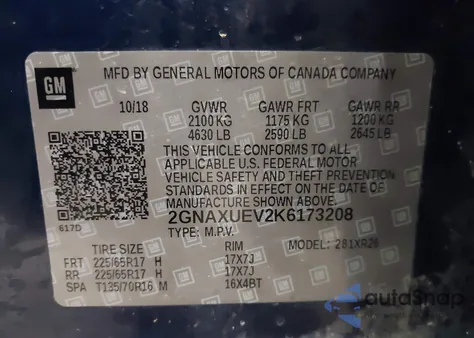 GM
MFD BY GENERAL MOTORS OF CANADA COMPANY
10/18 GVWR GAWR FRT GAWR RR
2100 KG 1175 KG 1200 KG
4630 LB 2590 LB 2645 LB
THIS VEHICLE CONFORMS TO ALL
APPLICABLE U.S. FEDERAL MOTOR
VEHICLE SAFETY AND THEFT PREVENTION
STANDARDS IN EFFECT ON THE DATE OF
MANUFACTURE SHOWN ABOVE.
617D 2GNAXUEV2K6173208
TYPE: M.P.V. MODEL: 281XR26
TIRE SIZE RIM
FRT 225/65R17 H 17X7J
RR 225/65R17 H 17X7J
SPA T135/70R16 M 16X4BT
autoSnap